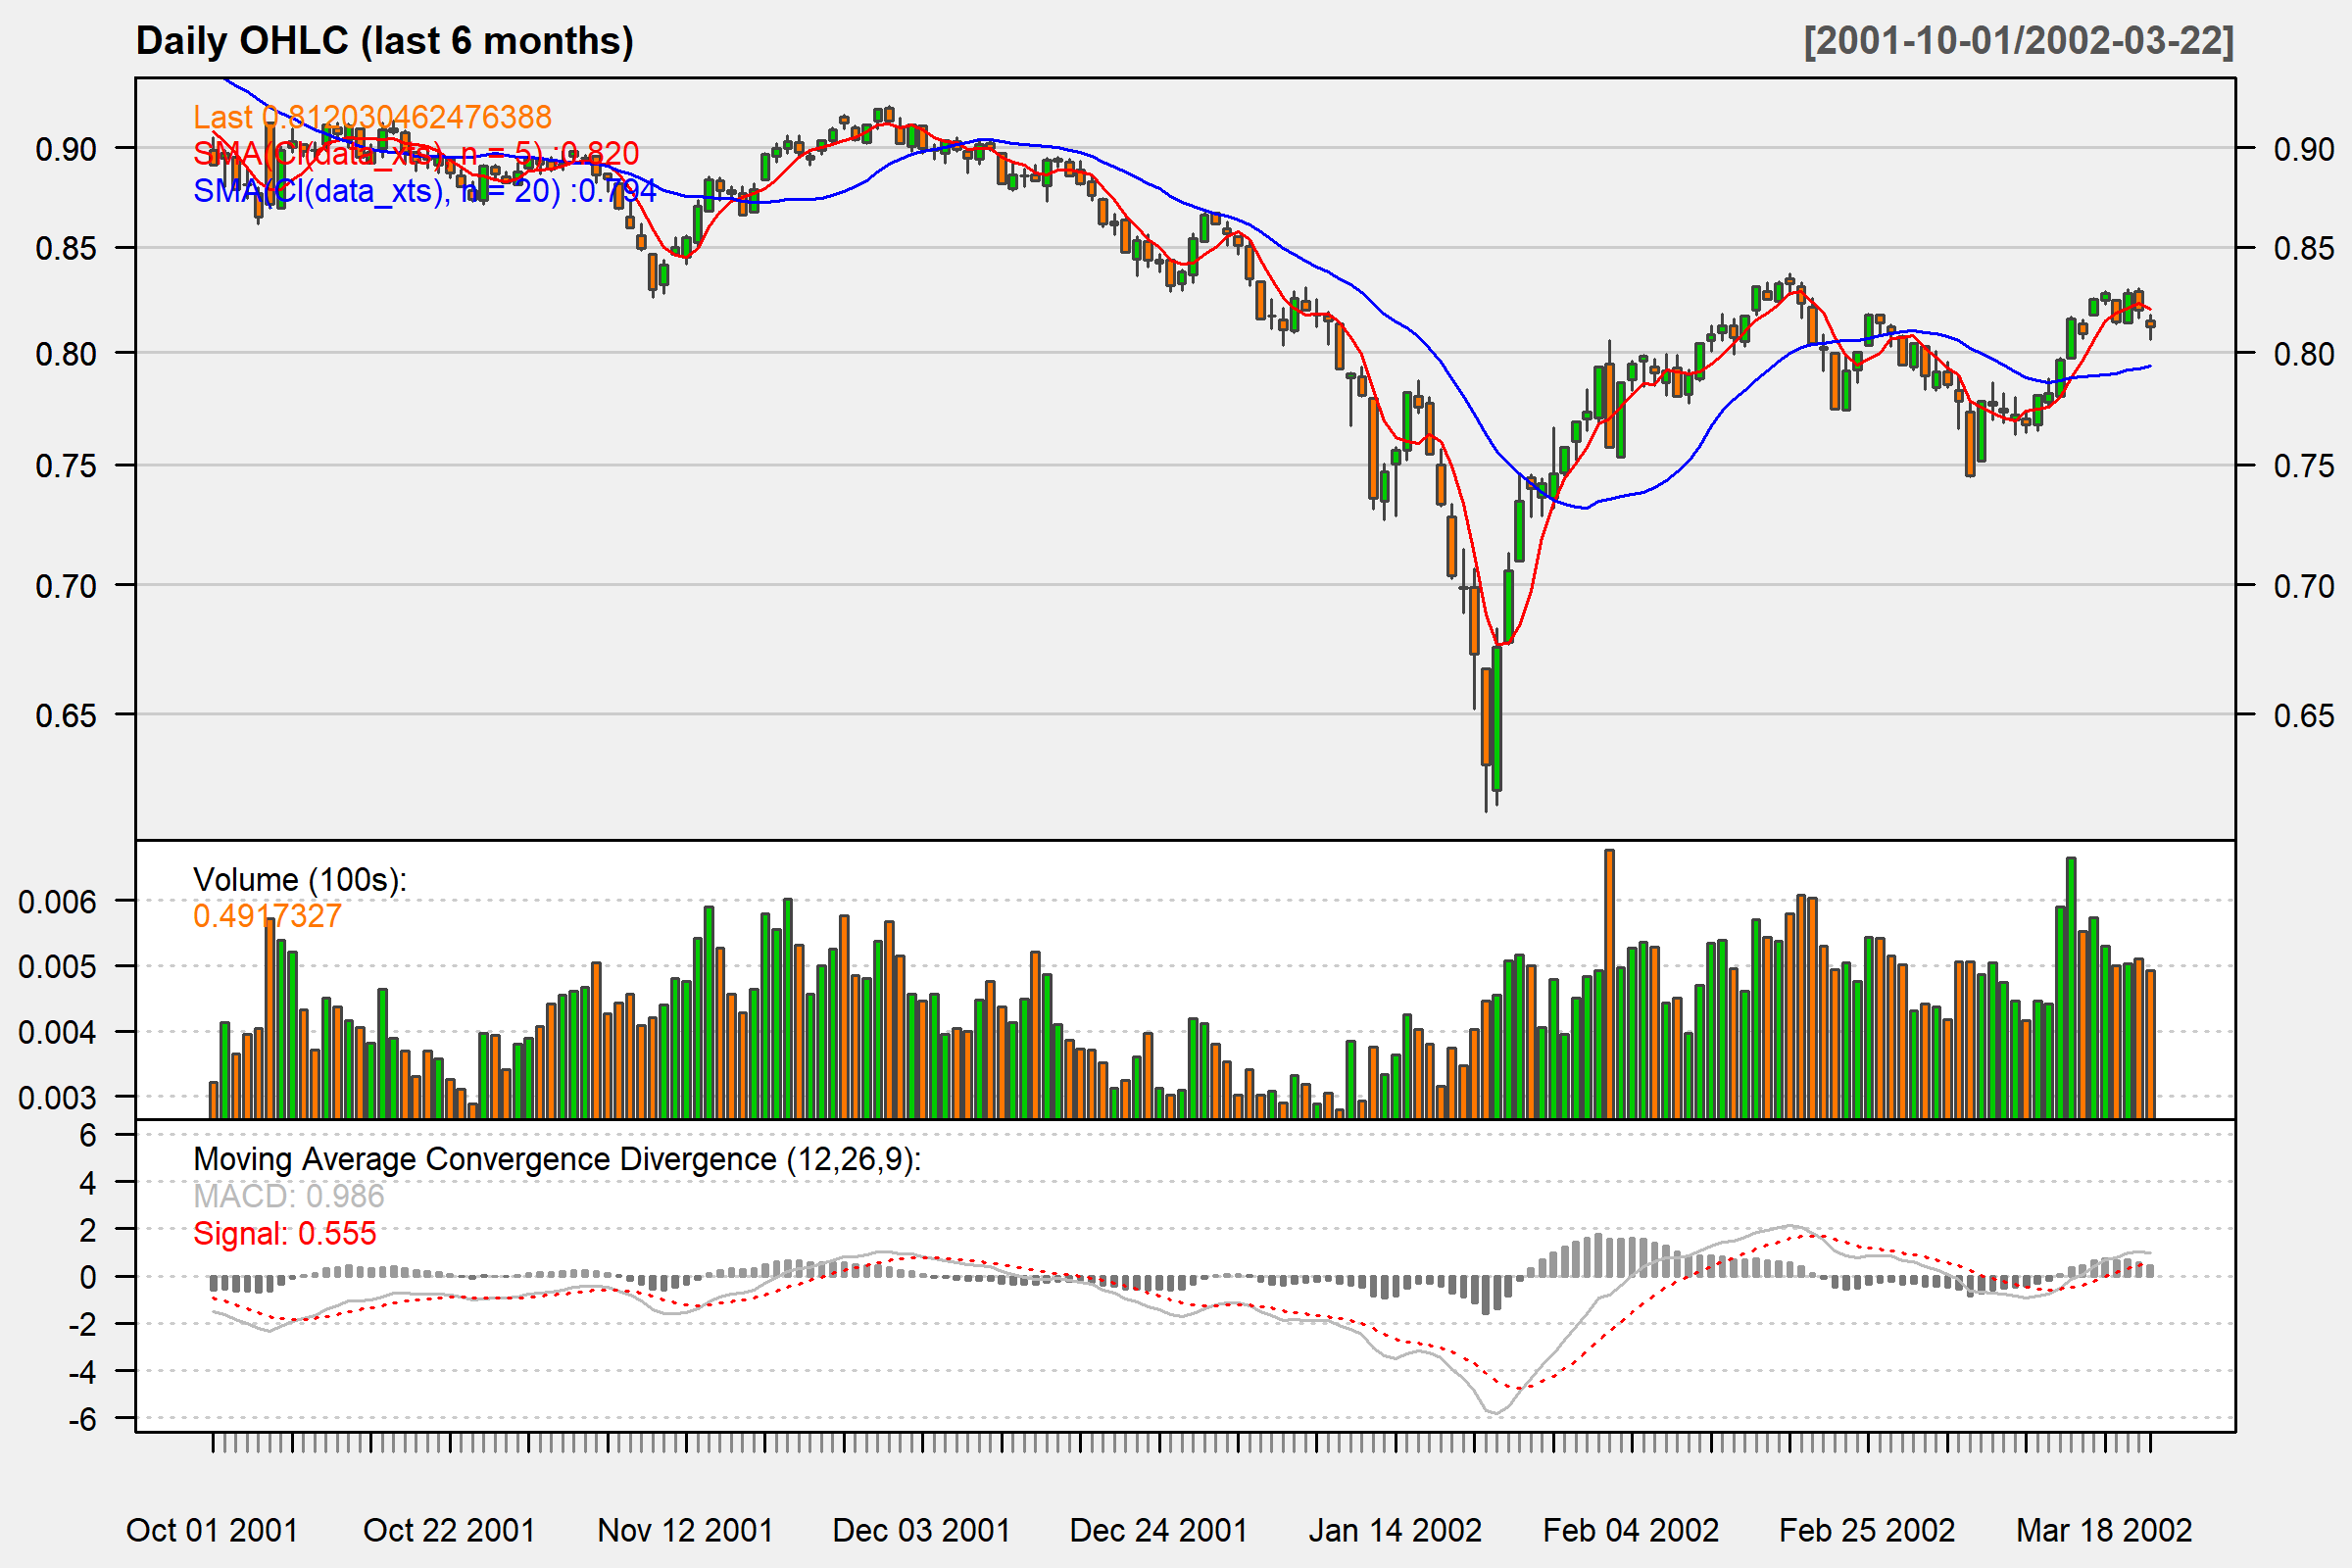 Daily OHLC (last 6 months)
[2001-10-01/2002-03-22]
Last 0.812030462476388
SMA(Cl(data_xts), n = 5) :0.820
SMA(Cl(data_xts), n = 20) :0.794
0.90
0.85
0.80
0.75
0.70
0.65
0.90
0.85
0.80
0.75
0.70
0.65
Volume (100s):
0.4917327
0.006
0.005
0.004
0.003
Moving Average Convergence Divergence (12,26,9):
MACD: 0.986
Signal: 0.555
6
4
2
0
-2
-4
-6
Oct 01 2001 Oct 22 2001 Nov 12 2001 Dec 03 2001 Dec 24 2001 Jan 14 2002 Feb 04 2002 Feb 25 2002 Mar 18 2002